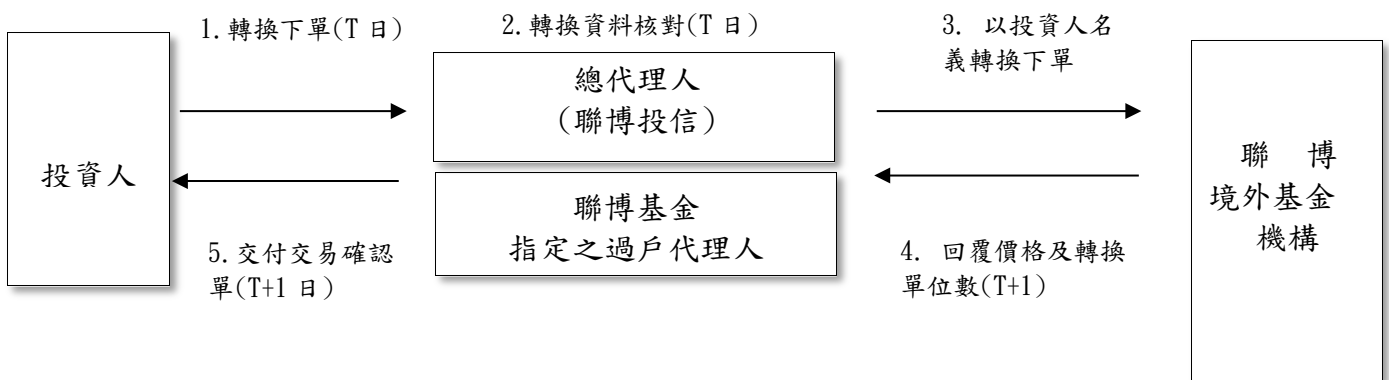 1.轉換下單(T 日)
2.轉換資料核對(T 日)
3. 以投資人名
義轉換下單
投資人
總代理人
(聯博投信)
聯博基金
指定之過戶代理人
聯 博
境外基金
機構
5.交付交易確認
單(T+1 日)
4. 回覆價格及轉換
單位數(T+1)